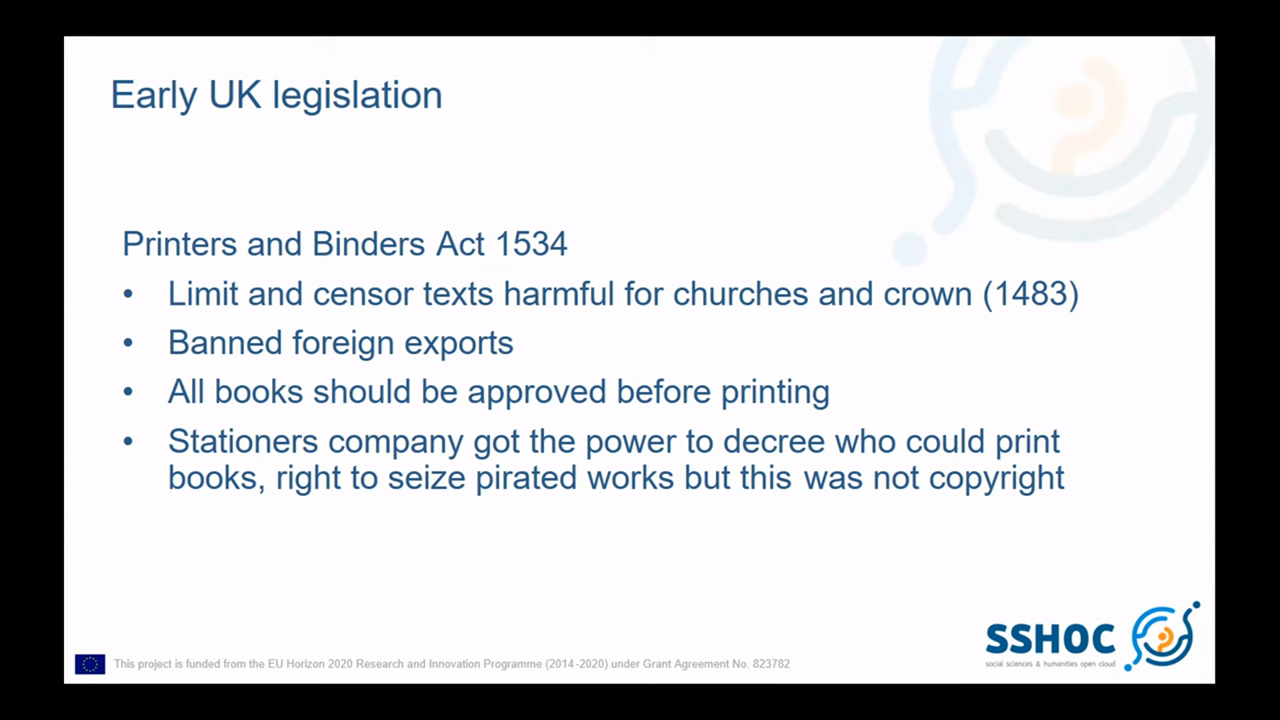 Early UK legislation
Printers and Binders Act 1534
• Limit and censor texts harmful for churches and crown (1483)
• Banned foreign exports
• All books should be approved before printing
• Stationers company got the power to decree who could print
books, right to seize pirated works but this was not copyright
SSHOC
social sciences & humanities open cloud
This project is funded from the EU Horizon 2020 Research and Innovation Programme (2014-2020) under Grant Agreement No. 823782